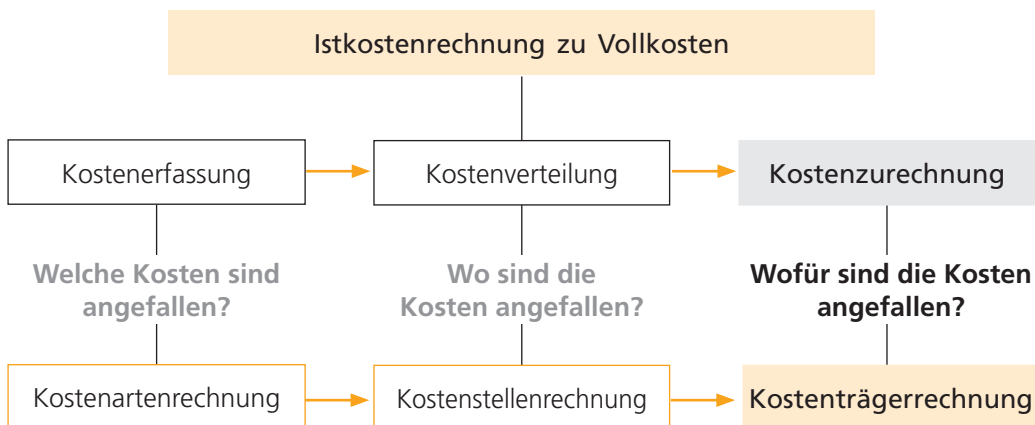 Istkostenrechnung zu Vollkosten
Kostenerfassung
Kostenverteilung
Kostenzurechnung
Welche Kosten sind
angefallen?
Wo sind die
Kosten angefallen?
Wofür sind die Kosten
angefallen?
Kostenartenrechnung
Kostenstellenrechnung
Kostenträgerrechnung